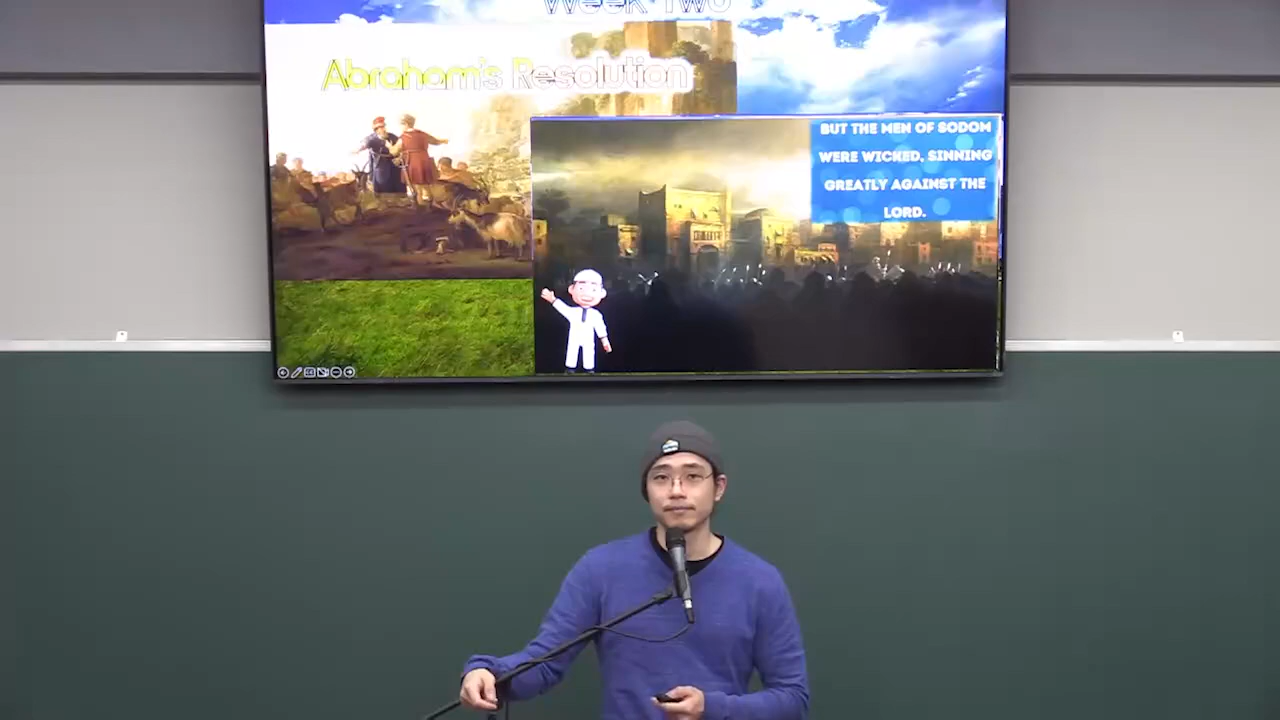 Week Two
Abraham's Resolution
BUT THE MEN OF SODOM
WERE WICKED, SINNING
GREATLY AGAINST THE
LORD.